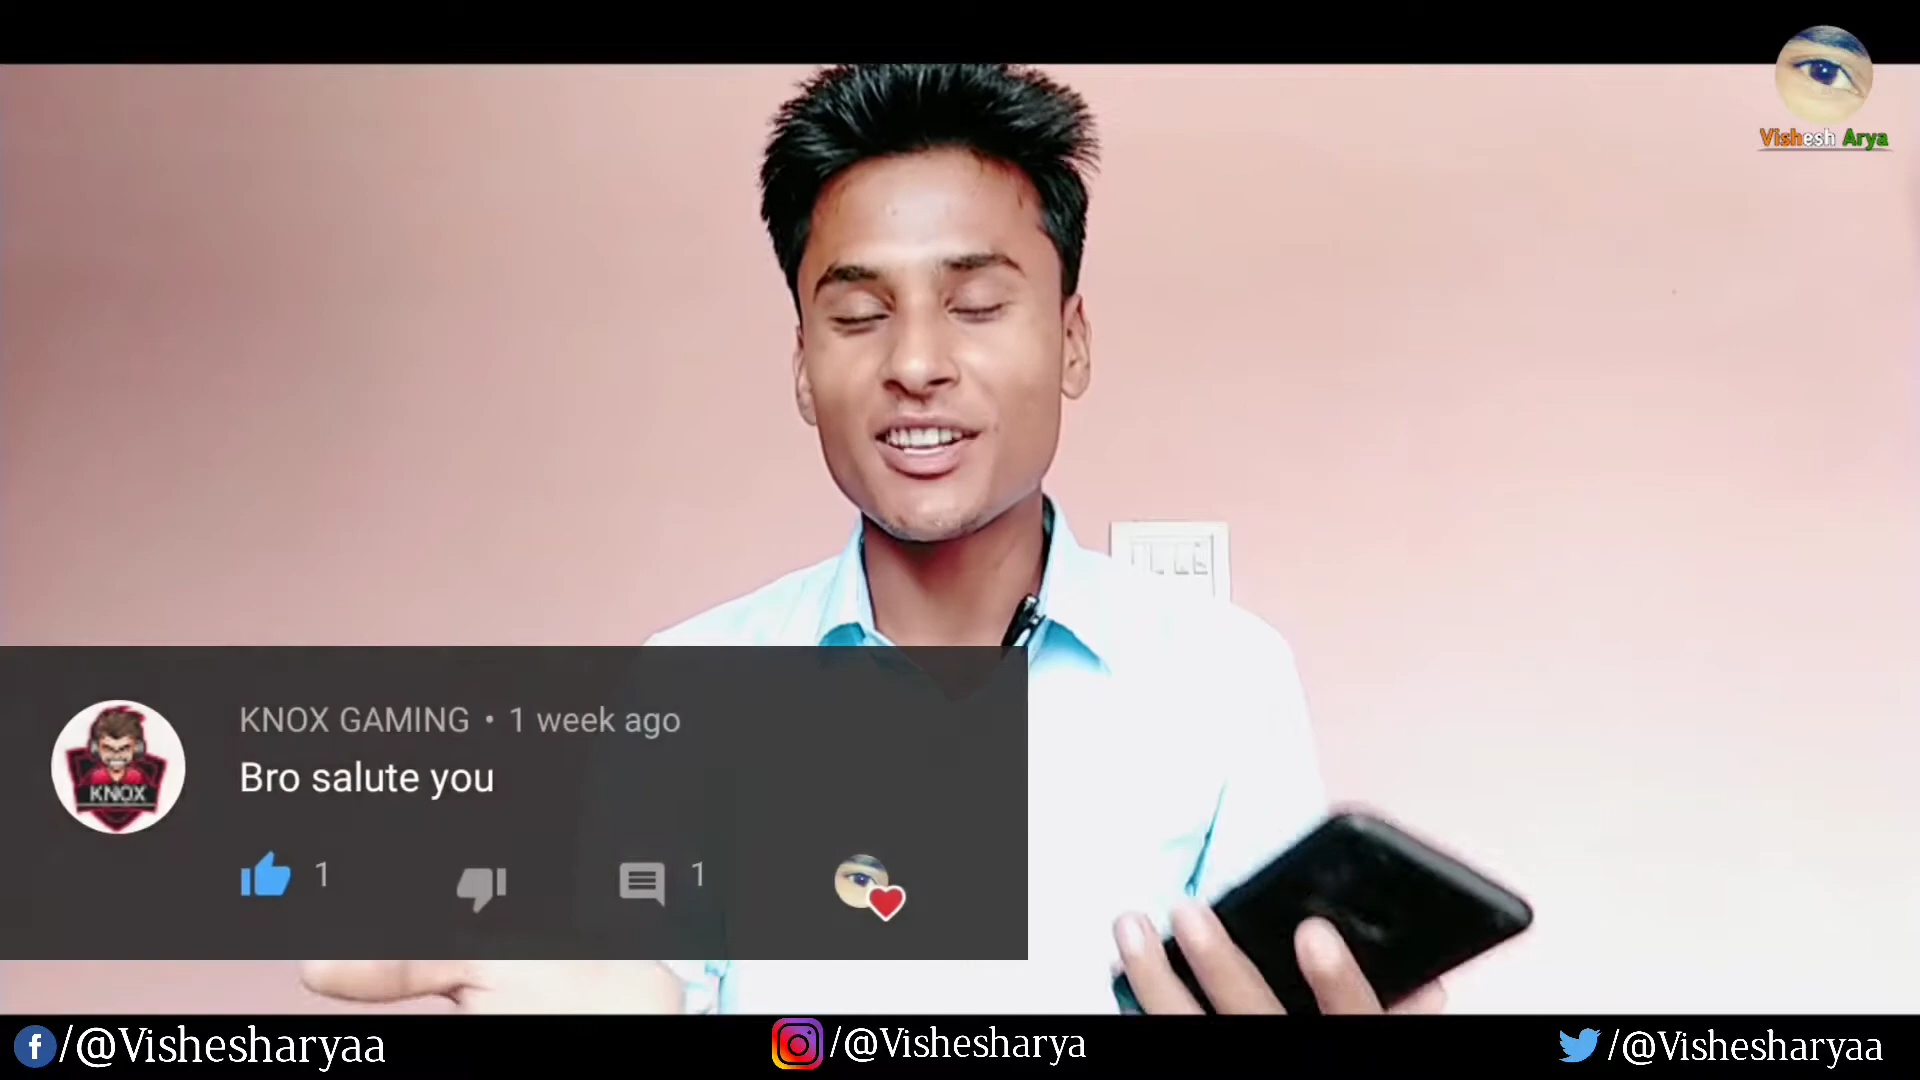 Vishesh Arya
KNOX GAMING • 1 week ago
Bro salute you
KNOX
1
1
/@Vishesharyaa
/@Vishesharya
/@Vishesharyaa